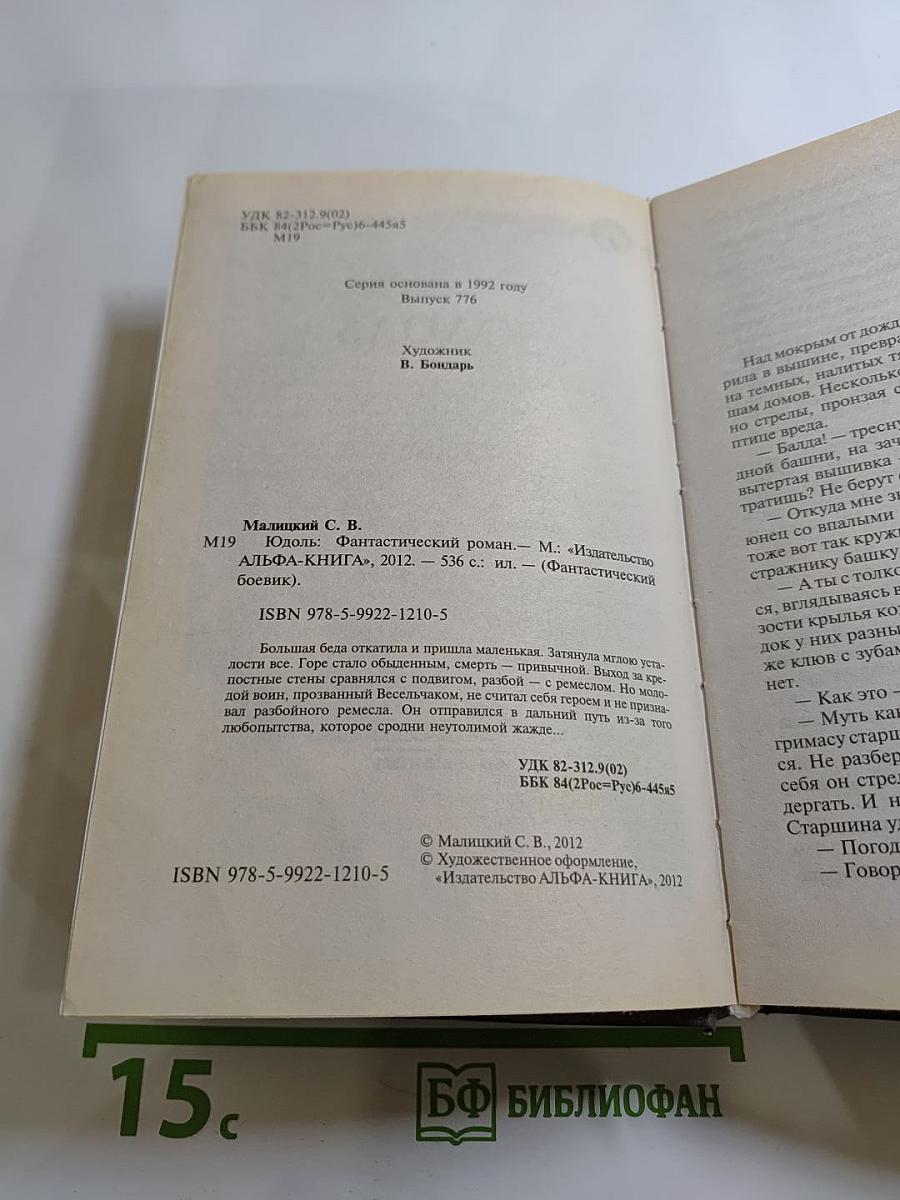 УДК 82-312.9(02)
ББК 84(2Рос=Рус)6-445я5
М19
Серия основана в 1992 году
Выпуск 776
Художник
В. Бондарь
Малицкий С. В.
М19 Юдоль: Фантастический роман.— М.: «Издательство
АЛЬФА-КНИГА», 2012. — 536 с.: ил. — (Фантастический
боевик).
ISBN 978-5-9922-1210-5
Большая беда откатила и пришла маленькая. Затянула мглою уста-
лости все. Горе стало обыденным, смерть — привычной. Выход за кре-
постные стены сравнялся с подвигом, разбой — с ремеслом. Но моло-
дой воин, прозванный Весельчаком, не считал себя героем и не призна-
вал разбойного ремесла. Он отправился в дальний путь из-за того
любопытства, которое сродни неутолимой жажде...
УДК 82-312.9(02)
ББК 84(2Рос=Рус)6-445я5
© Малицкий С. В., 2012
© Художественное оформление,
ISBN 978-5-9922-1210-5 «Издательство АЛЬФА-КНИГА», 2012
Над мокрым от дожд
рила в вышине, превра
на темных, налитых тя
шам домов. Несколько
но стрелы, пронзая с
птице вреда.
— Балда! — тресну
дной башни, на зач
вытертая вышивка —
тратишь? Не берут
— Откуда мне зн
юнец со впалыми
тоже вот так кружи
стражнику башку
— А ты с толко
ся, вглядываясь в
зости крылья ко
док у них разны
же клюв с зубам
нет.
— Как это —
— Муть как
гримасу старш
ся. Не разбер
себя он стрел
дергать. И н
Старшина уд
— Погод
— Говор
15 с
БФ БИБЛИОФАН